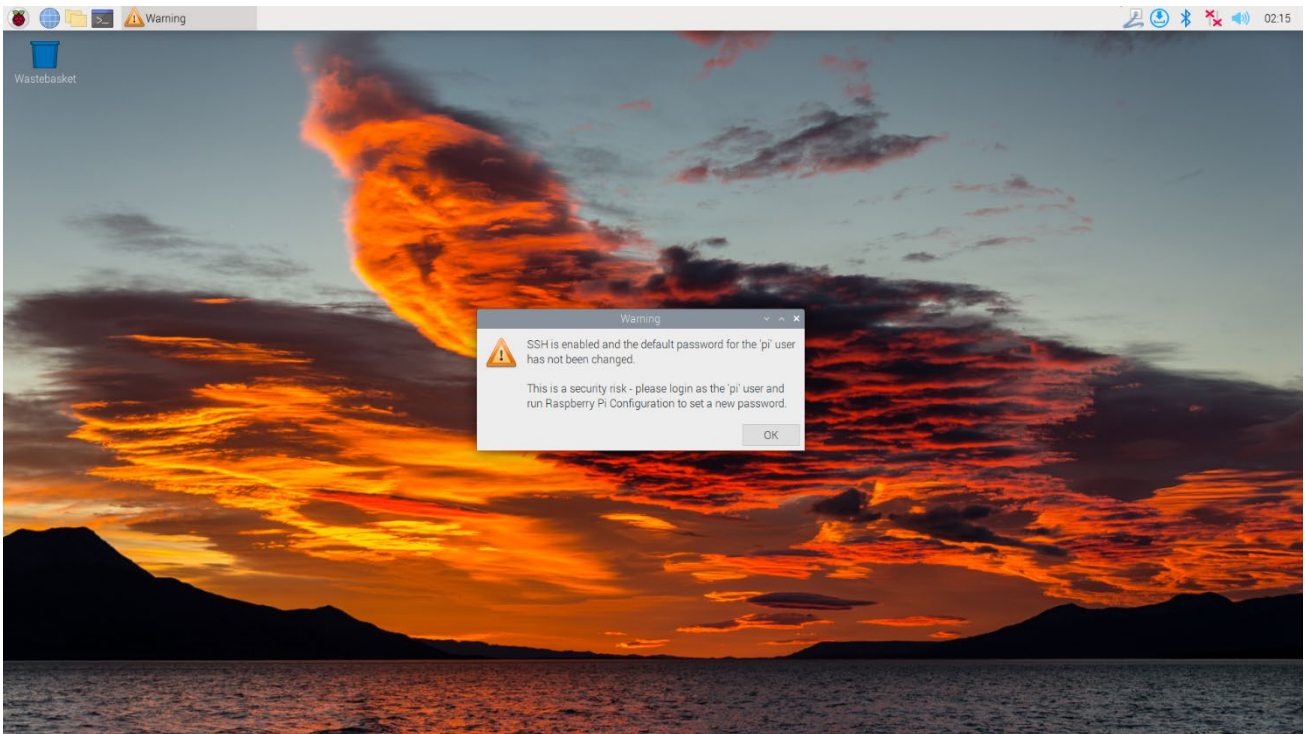 Warning
02:15
Wastebasket
Warning
SSH is enabled and the default password for the 'pi' user
has not been changed.
This is a security risk - please login as the 'pi' user and
run Raspberry Pi Configuration to set a new password.
OK